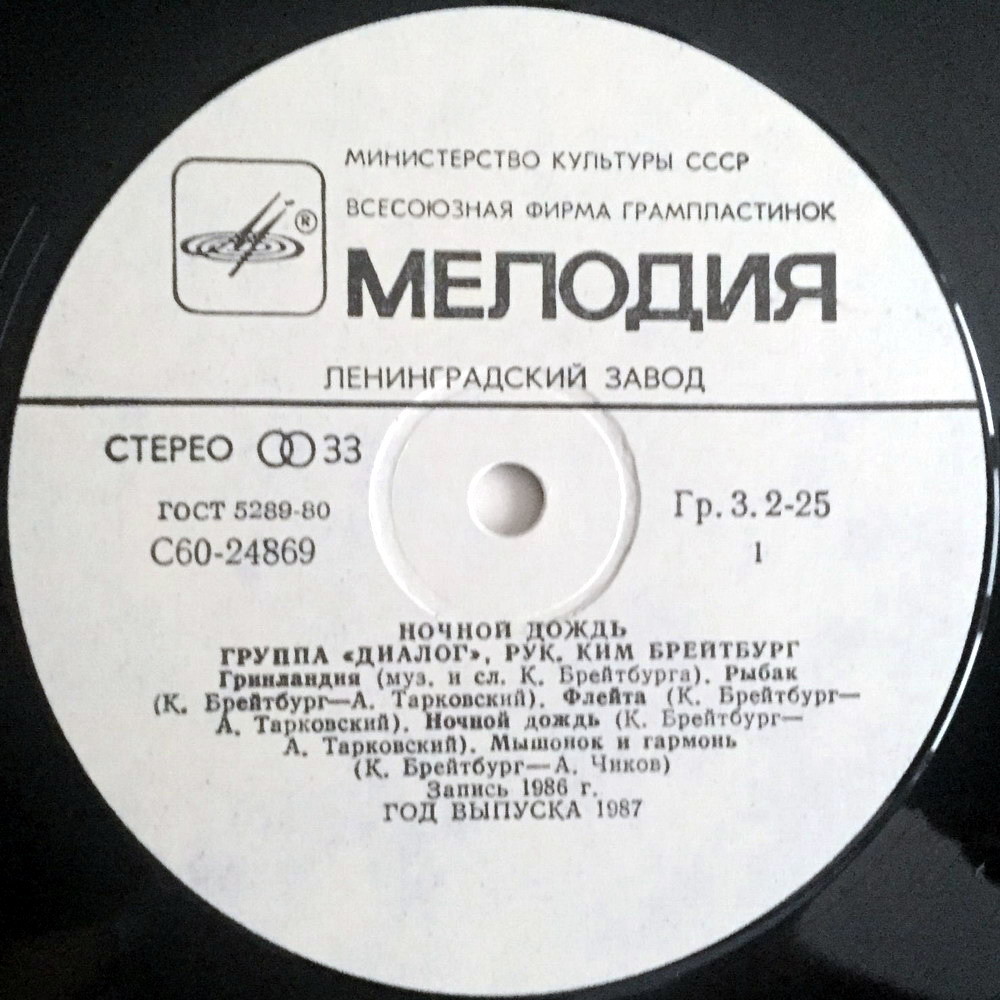 МИНИСТЕРСТВО КУЛЬТУРЫ СССР
ВСЕСОЮЗНАЯ ФИРМА ГРАМПЛАСТИНОК
®
МЕЛОДИЯ
ЛЕНИНГРАДСКИЙ ЗАВОД
СТЕРЕО 33
ГОСТ 5289-80
Гр. 3. 2-25
С60-24869
1
НОЧНОЙ ДОЖДЬ
ГРУППА «ДИАЛОГ», РУК. КИМ БРЕЙТБУРГ
Гринландия (муз. и сл. К. Брейтбурга). Рыбак
(К. Брейтбург—А. Тарковский). Флейта (К. Брейтбург—
А. Тарковский). Ночной дождь (К. Брейтбург—
А. Тарковский). Мышонок и гармонь
(К. Брейтбург—А. Чиков)
Запись 1986 г.
ГОД ВЫПУСКА 1987